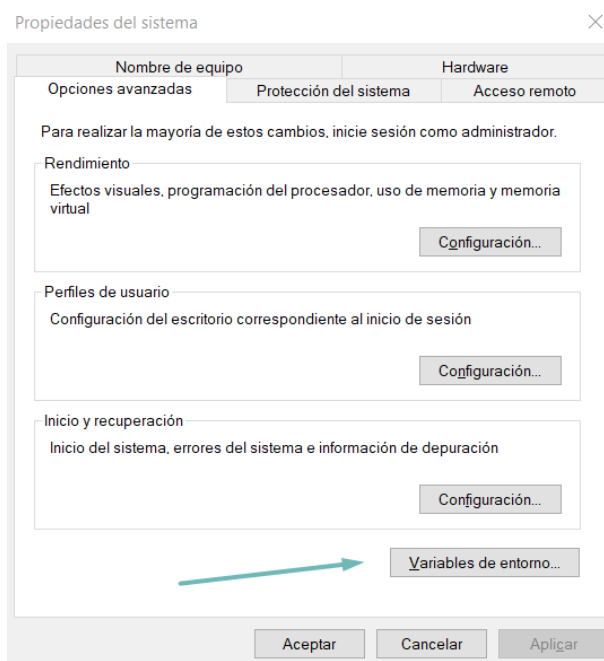 Propiedades del sistema
Nombre de equipo
Hardware
Opciones avanzadas
Protección del sistema
Acceso remoto
Para realizar la mayoría de estos cambios, inicie sesión como administrador.
Rendimiento
Efectos visuales, programación del procesador, uso de memoria y memoria
virtual
Configuración...
Perfiles de usuario
Configuración del escritorio correspondiente al inicio de sesión
Configuración...
Inicio y recuperación
Inicio del sistema, errores del sistema e información de depuración
Configuración...
Variables de entorno...
Aceptar
Cancelar
Aplicar